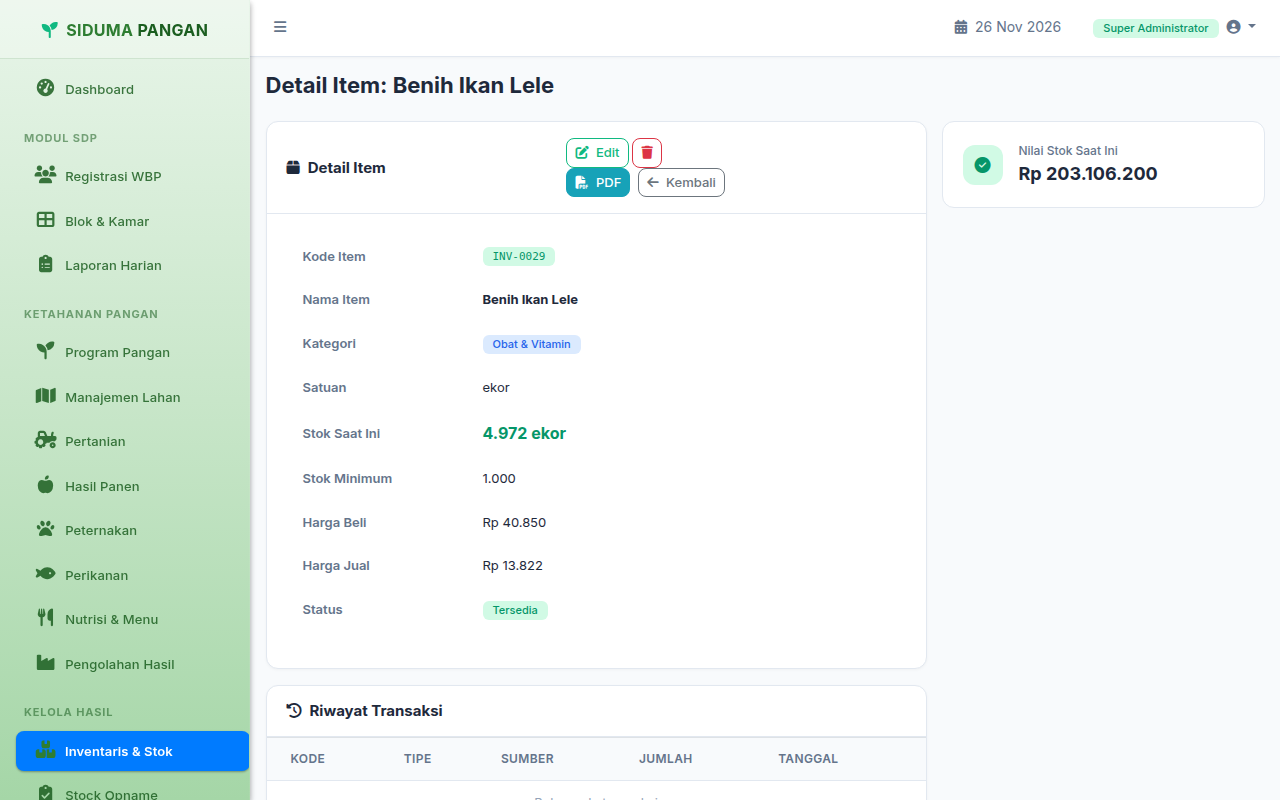 SIDUMA PANGAN
26 Nov 2026
Super Administrator
Dashboard
MODUL SDP
Registrasi WBP
Blok & Kamar
Laporan Harian
KETAHANAN PANGAN
Program Pangan
Manajemen Lahan
Pertanian
Hasil Panen
Peternakan
Perikanan
Nutrisi & Menu
Pengolahan Hasil
KELOLA HASIL
Inventaris & Stok
Stock Opname
Detail Item: Benih Ikan Lele
Detail Item
Edit
PDF
Kembali
Kode Item INV-0029
Nama Item Benih Ikan Lele
Kategori Obat & Vitamin
Satuan ekor
Stok Saat Ini 4.972 ekor
Stok Minimum 1.000
Harga Beli Rp 40.850
Harga Jual Rp 13.822
Status Tersedia
Nilai Stok Saat Ini
Rp 203.106.200
Riwayat Transaksi
KODE TIPE SUMBER JUMLAH TANGGAL